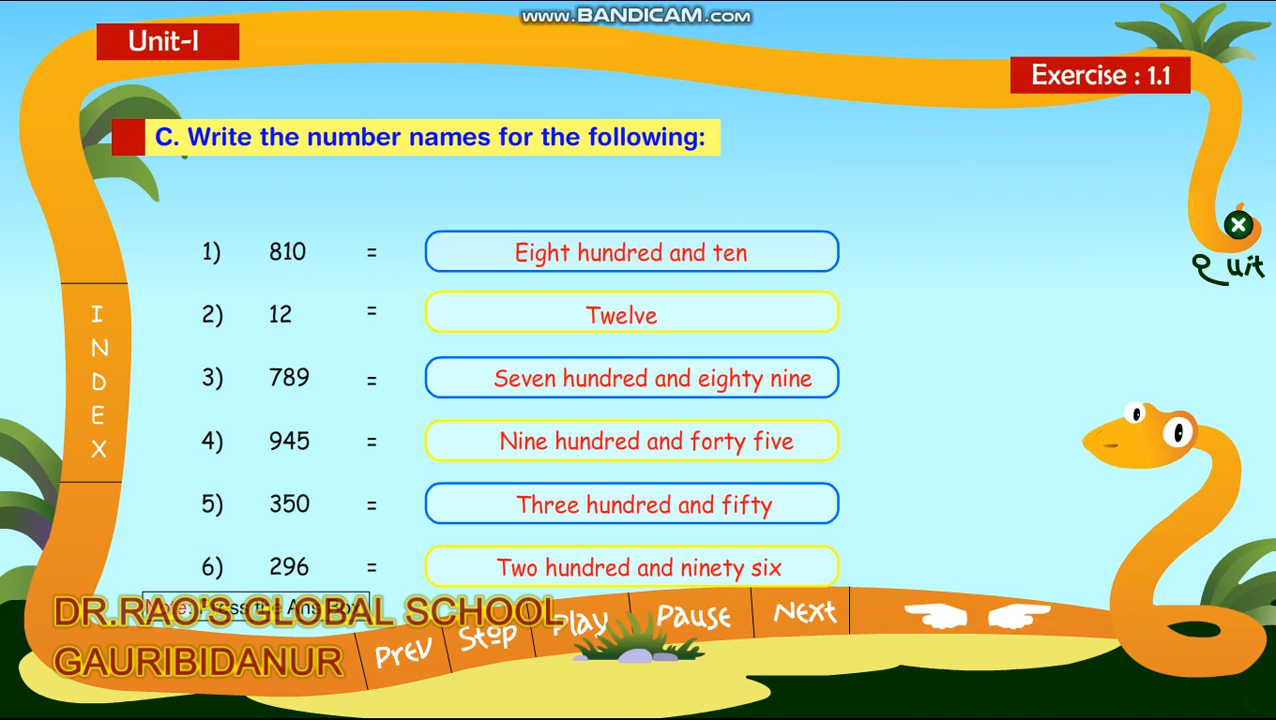 www.BANDICAM.com
Unit-I
Exercise : 1.1
C. Write the number names for the following:
1) 810 = Eight hundred and ten
2) 12 = Twelve
3) 789 = Seven hundred and eighty nine
4) 945 = Nine hundred and forty five
5) 350 = Three hundred and fifty
6) 296 = Two hundred and ninety six
INDEX
Quit
DR.RAO'S GLOBAL SCHOOL
GAURIBIDANUR
Prev Stop Play Pause Next